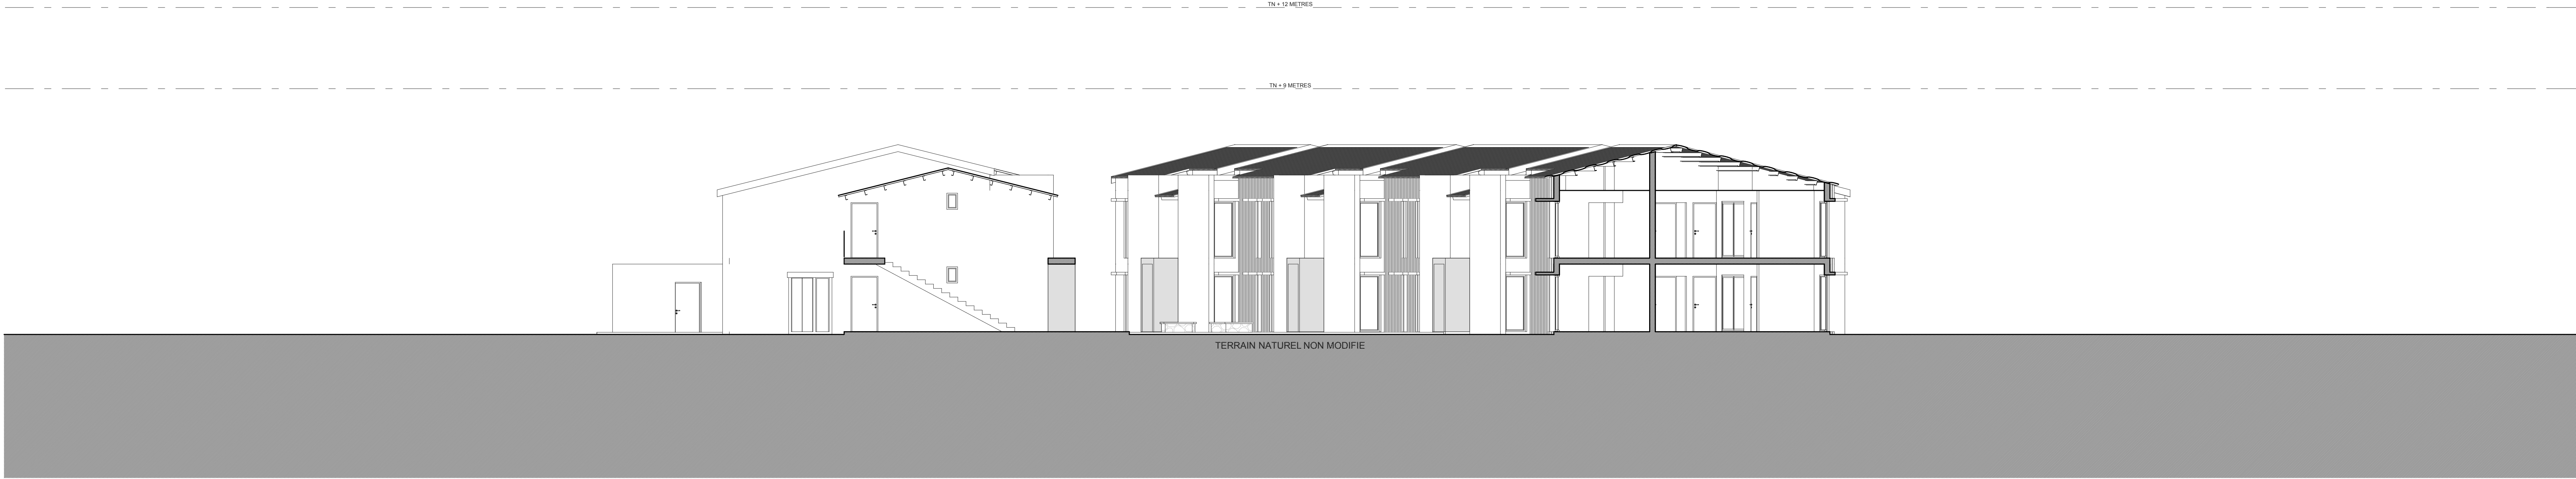 TN + 12 METRES
TN + 9 METRES
TERRAIN NATUREL NON MODIFIE